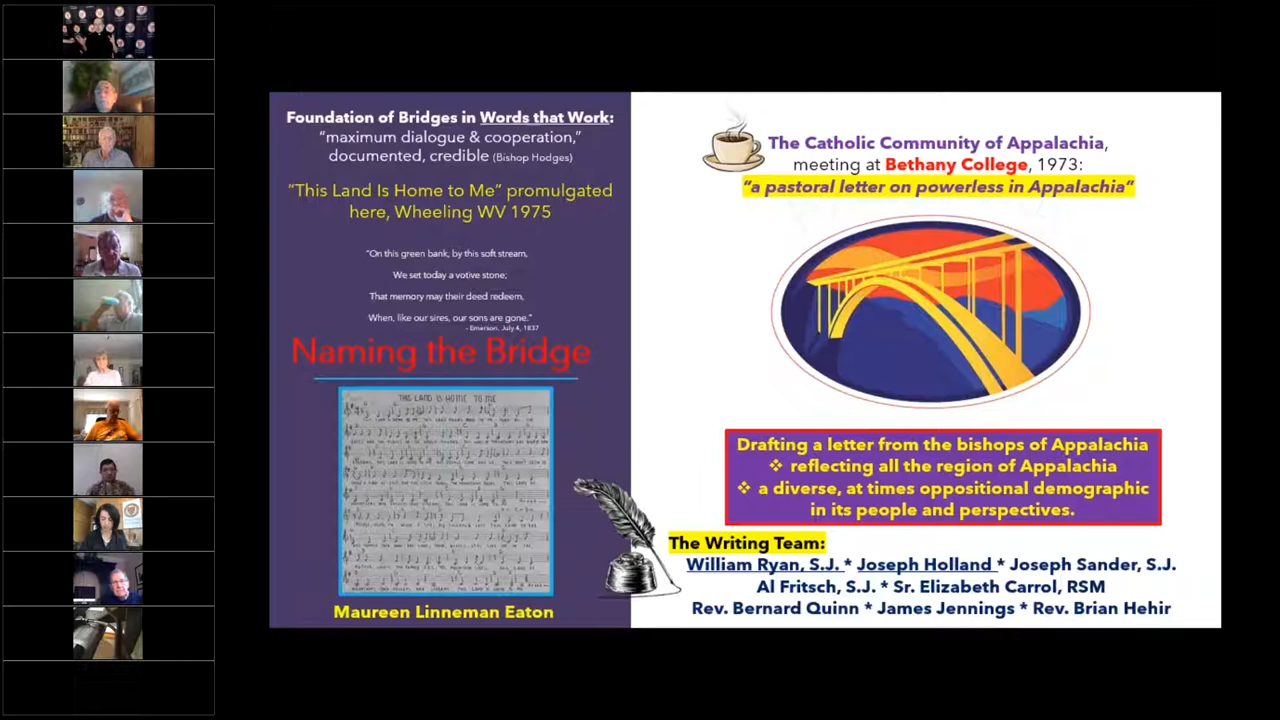 Foundation of Bridges in Words that Work:
“maximum dialogue & cooperation,”
documented, credible (Bishop Hodges)
“This Land Is Home to Me” promulgated
here, Wheeling WV 1975
“On this green bank, by this soft stream,
We set today a votive stone;
That memory may their deed redeem,
When, like our sires, our sons are gone.”
- Emerson. July 4, 1837
Naming the Bridge
THIS LAND IS HOME TO ME
Maureen Linneman Eaton
The Catholic Community of Appalachia,
meeting at Bethany College, 1973:
“a pastoral letter on powerless in Appalachia”
Drafting a letter from the bishops of Appalachia
❖ reflecting all the region of Appalachia
❖ a diverse, at times oppositional demographic
in its people and perspectives.
The Writing Team:
William Ryan, S.J. * Joseph Holland * Joseph Sander, S.J.
Al Fritsch, S.J. * Sr. Elizabeth Carrol, RSM
Rev. Bernard Quinn * James Jennings * Rev. Brian Hehir